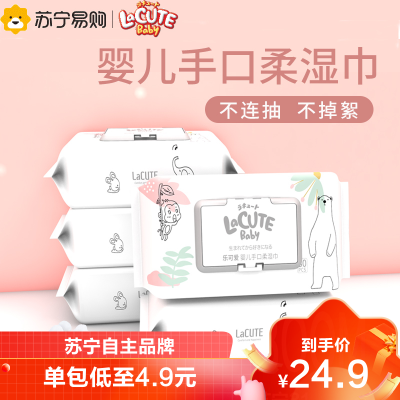 苏宁易购
LaCUTE
Baby
婴儿手口柔湿巾
不连抽 不掉絮
LaCUTE
Baby
乐可爱 婴儿手口柔湿巾
LaCUTE
LaCUTE
苏宁自主品牌
单包低至4.9元
到手价
¥24.9